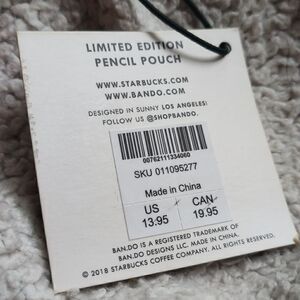 LIMITED EDITION
PENCIL POUCH
WWW.STARBUCKS.COM
WWW.BANDO.COM
DESIGNED IN SUNNY LOS ANGELES:
FOLLOW US @SHOPBANDO.
00762111334060
SKU 011095277
Made in China
US CAN
13.95 19.95
BAN.DO IS A REGISTERED TRADEMARK OF
BAN.DO DESIGNS LLC. MADE IN CHINA.
© 2018 STARBUCKS COFFEE COMPANY. ALL RIGHTS RESERVED.